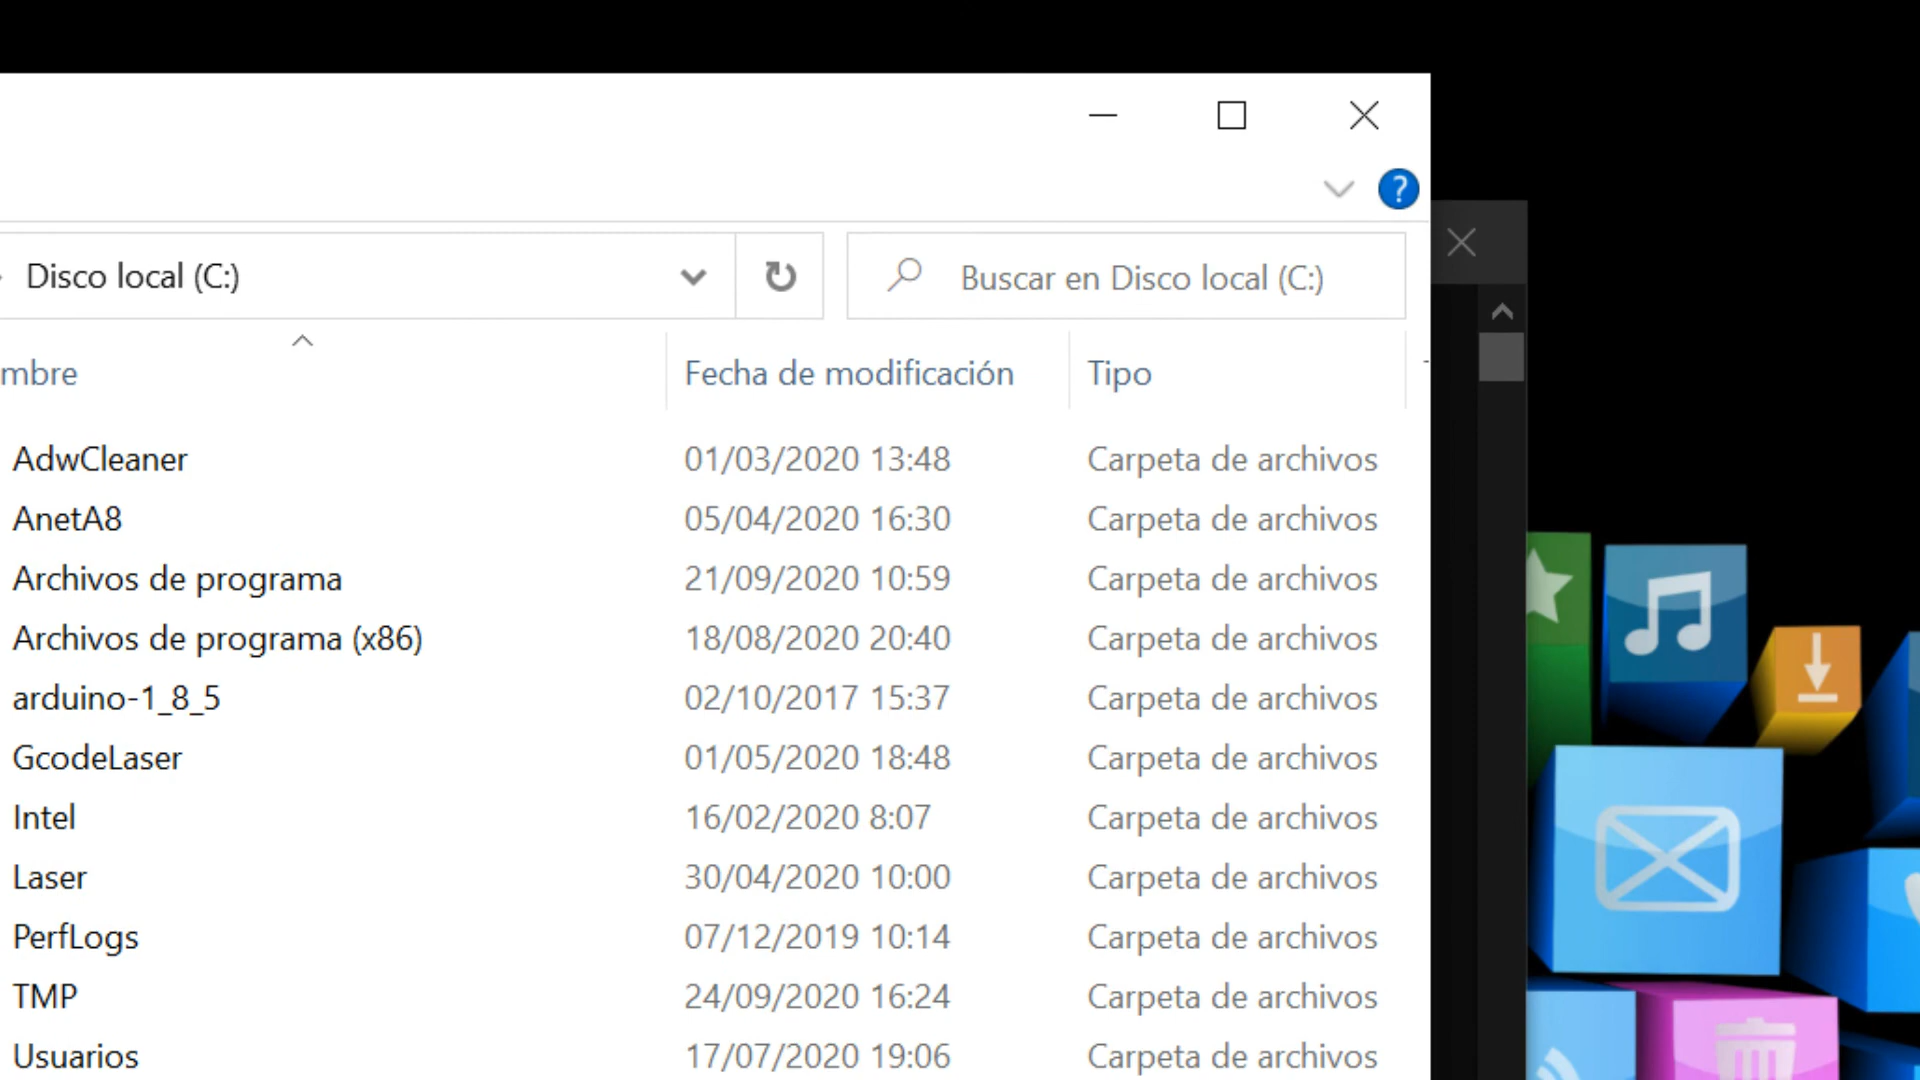 ?
Disco local (C:)
Buscar en Disco local (C:)
mbre
Fecha de modificación
Tipo
AdwCleaner 01/03/2020 13:48 Carpeta de archivos
AnetA8 05/04/2020 16:30 Carpeta de archivos
Archivos de programa 21/09/2020 10:59 Carpeta de archivos
Archivos de programa (x86) 18/08/2020 20:40 Carpeta de archivos
arduino-1_8_5 02/10/2017 15:37 Carpeta de archivos
GcodeLaser 01/05/2020 18:48 Carpeta de archivos
Intel 16/02/2020 8:07 Carpeta de archivos
Laser 30/04/2020 10:00 Carpeta de archivos
PerfLogs 07/12/2019 10:14 Carpeta de archivos
TMP 24/09/2020 16:24 Carpeta de archivos
Usuarios 17/07/2020 19:06 Carpeta de archivos